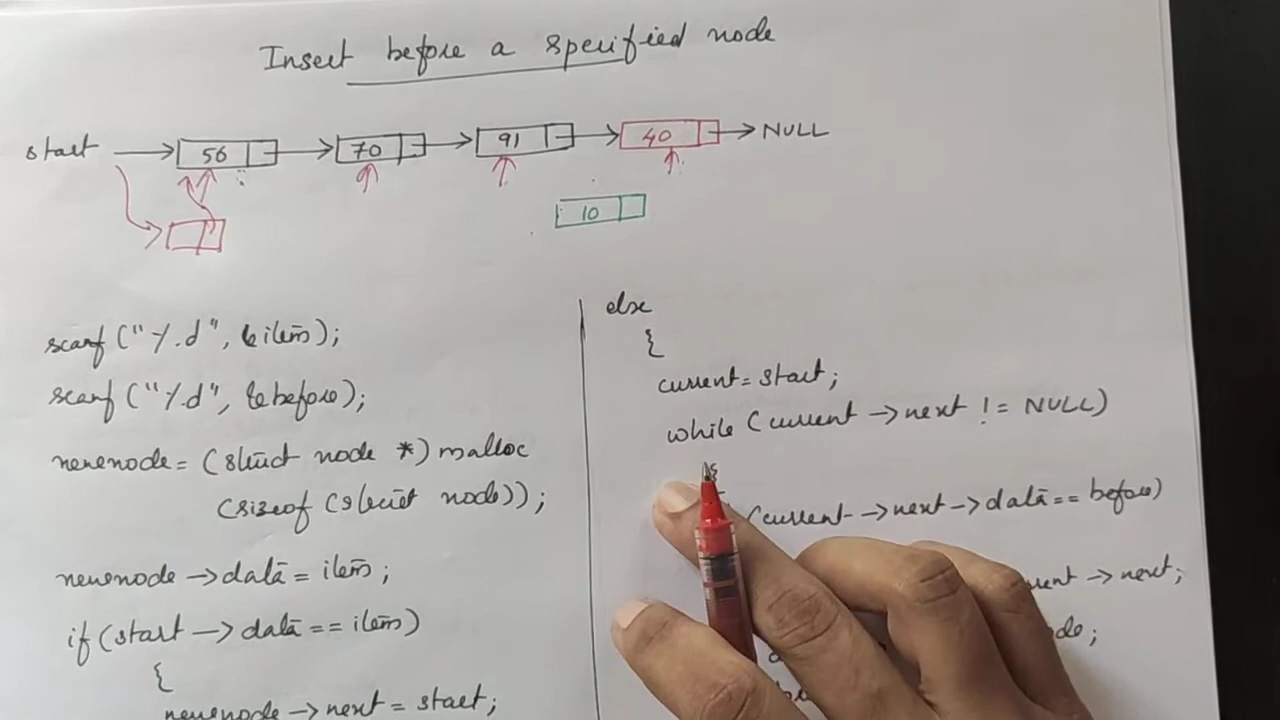 Insert before a specified node
start 56 70 91 40 NULL
10
scanf ("%d", &item);
scanf ("%d", &before);
newnode = (struct node *) malloc
(sizeof (struct node));
newnode -> data = item;
if (start -> data == item)
{
newnode -> next = start;
else
{
current = start;
while (current -> next != NULL)
{
(current -> next -> data == before)
-> next;